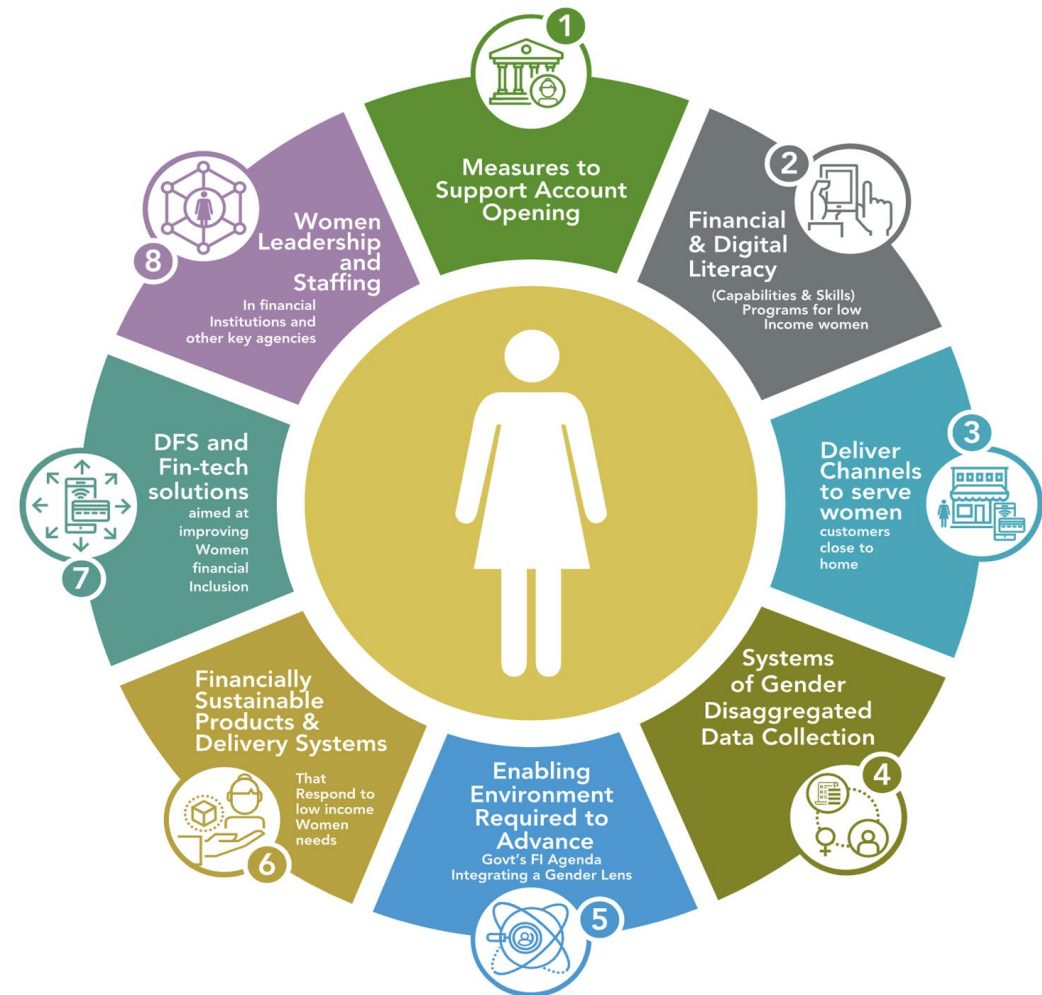 1
Measures to
Support Account
Opening
2
Financial
& Digital
Literacy
(Capabilities & Skills)
Programs for low
Income women
3
Deliver
Channels
to serve
women
customers
close to
home
4
Systems
of Gender
Disaggregated
Data Collection
5
Enabling
Environment
Required to
Advance
Govt's FI Agenda
Integrating a Gender Lens
6
Financially
Sustainable
Products &
Delivery Systems
That
Respond to
low income
Women
needs
7
DFS and
Fin-tech
solutions
aimed at
improving
Women
financial
Inclusion
8
Women
Leadership
and
Staffing
In financial
Institutions and
other key agencies